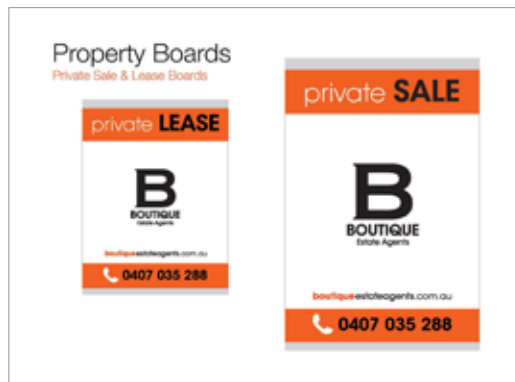 Property Boards
Private Sale & Lease Boards
private LEASE
B
BOUTIQUE
Estate Agents
boutiqueestateagents.com.au
0407 035 288
private SALE
B
BOUTIQUE
Estate Agents
boutiqueestateagents.com.au
0407 035 288